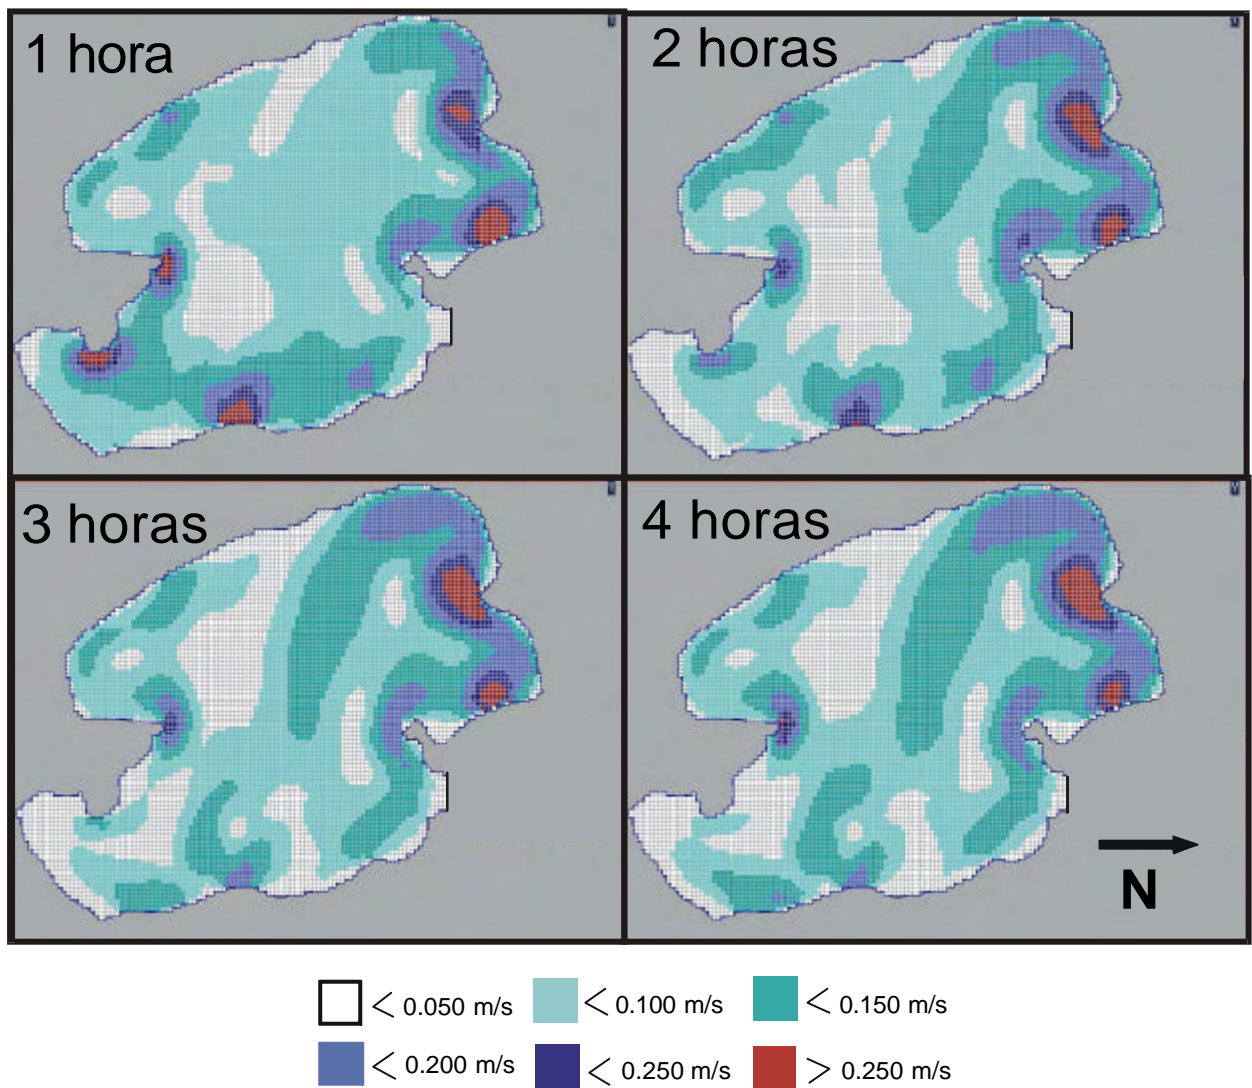 1 hora
2 horas
3 horas
4 horas
N
< 0.050 m/s
< 0.100 m/s
< 0.150 m/s
< 0.200 m/s
< 0.250 m/s
> 0.250 m/s